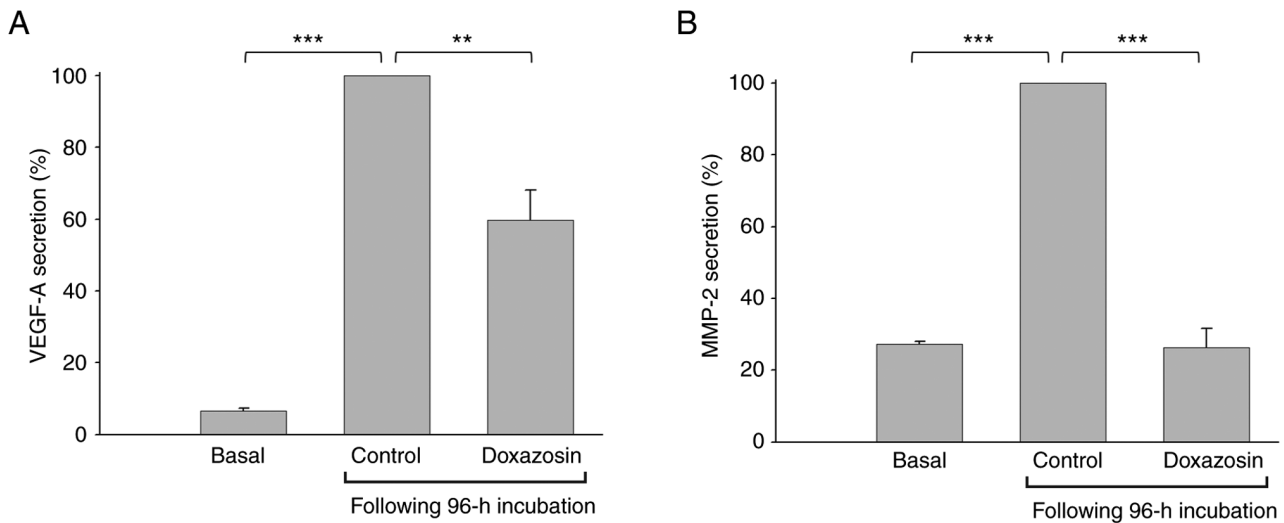 A
*** **
VEGF-A secretion (%)
100
80
60
40
20
0
Basal Control Doxazosin
Following 96-h incubation
B
*** ***
MMP-2 secretion (%)
100
80
60
40
20
0
Basal Control Doxazosin
Following 96-h incubation